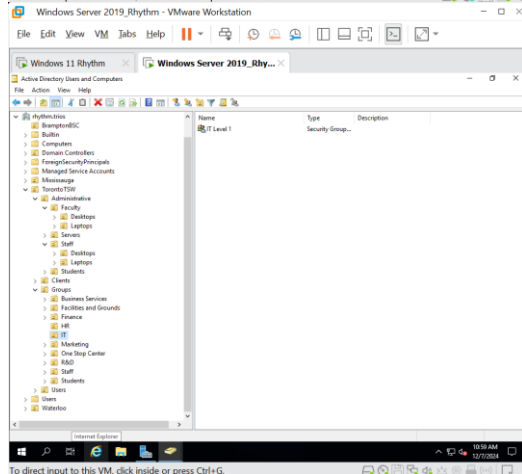 Windows Server 2019_Rhythm - VMware Workstation
File Edit View VM Tabs Help
Windows 11 Rhythm
Windows Server 2019_Rhy...
Active Directory Users and Computers
File Action View Help
rhythm.trios
BramptonBSC
Builtin
Computers
Domain Controllers
ForeignSecurityPrincipals
Managed Service Accounts
Mississauga
TorontoTSW
Administrative
Faculty
Desktops
Laptops
Servers
Staff
Desktops
Laptops
Students
Clients
Groups
Business Services
Facilities and Grounds
Finance
HR
IT
Marketing
One Stop Center
R&D
Staff
Students
Users
Users
Waterloo
Name Type Description
IT Level 1 Security Group...
Internet Explorer
10:59 AM
12/7/2024
To direct input to this VM, click inside or press Ctrl+G.